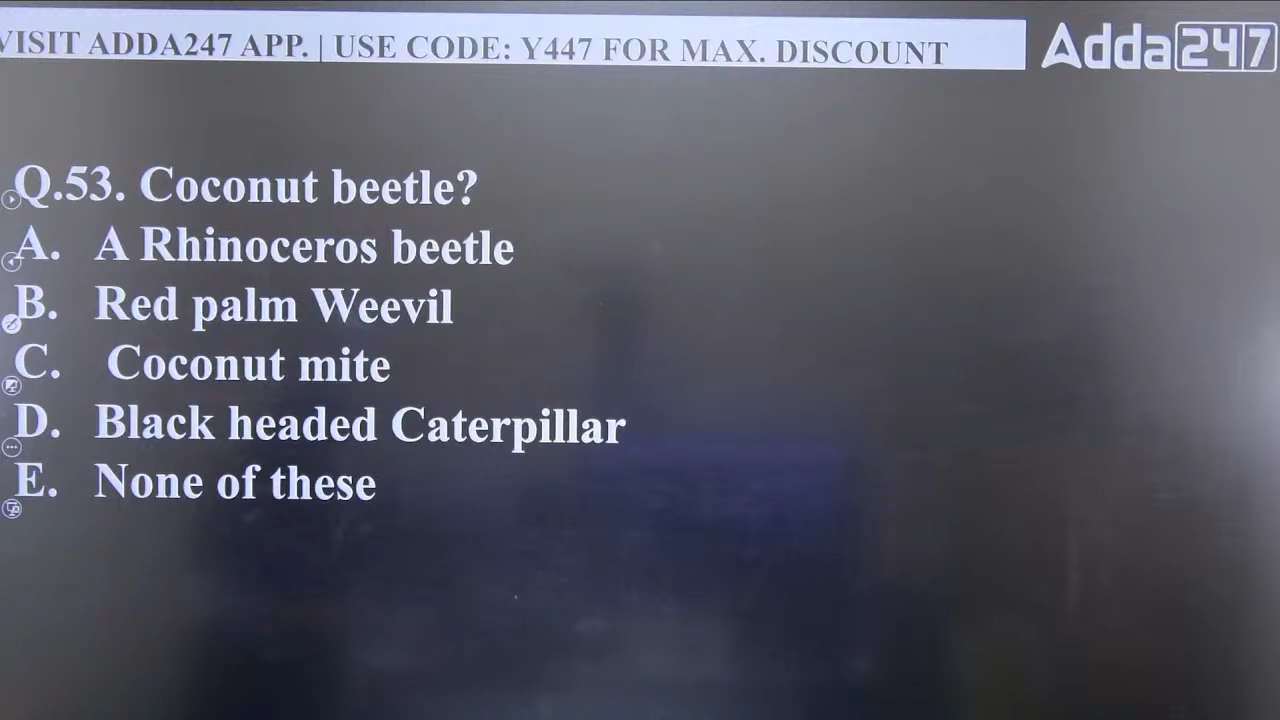 VISIT ADDA247 APP. | USE CODE: Y447 FOR MAX. DISCOUNT
Adda247
Q.53. Coconut beetle?
A. A Rhinoceros beetle
B. Red palm Weevil
C. Coconut mite
D. Black headed Caterpillar
E. None of these